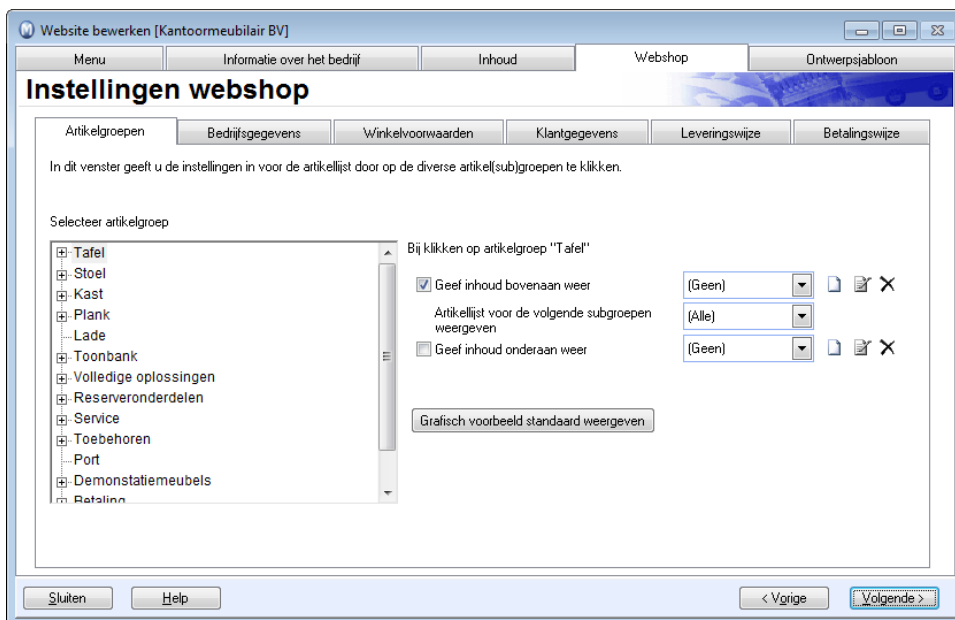 Website bewerken [Kantoormeubilair BV]
Menu Informatie over het bedrijf Inhoud Webshop Ontwerpsjabloon
Instellingen webshop
Artikelgroepen Bedrijfsgegevens Winkelvoorwaarden Klantgegevens Leveringswijze Betalingswijze
In dit venster geeft u de instellingen in voor de artikellijst door op de diverse artikel(sub)groepen te klikken.
Selecteer artikelgroep
Tafel
Stoel
Kast
Plank
Lade
Toonbank
Volledige oplossingen
Reserveronderdelen
Service
Toebehoren
Port
Demonstatiemeubels
Betaling
Bij klikken op artikelgroep "Tafel"
Geef inhoud bovenaan weer (Geen)
Artikellijst voor de volgende subgroepen (Alle)
weergeven
Geef inhoud onderaan weer (Geen)
Grafisch voorbeeld standaard weergeven
Sluiten Help < Vorige Volgende >